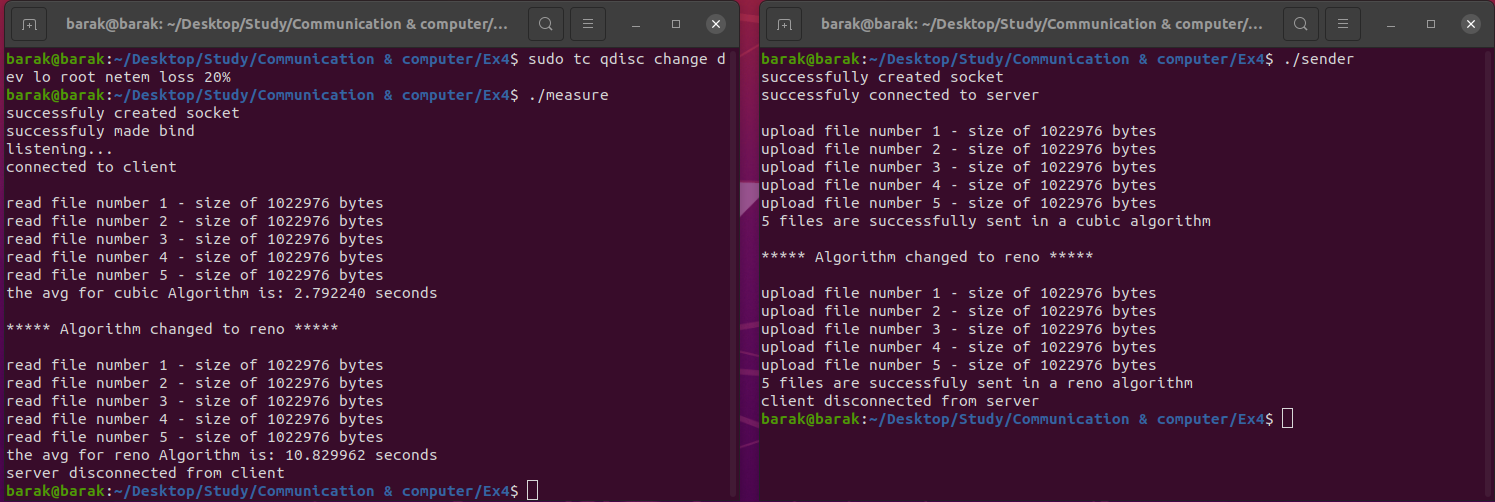 barak@barak: ~/Desktop/Study/Communication & computer/...
barak@barak:~/Desktop/Study/Communication & computer/Ex4$ sudo tc qdisc change d
ev lo root netem loss 20%
barak@barak:~/Desktop/Study/Communication & computer/Ex4$ ./measure
successfuly created socket
successfuly made bind
listening...
connected to client
read file number 1 - size of 1022976 bytes
read file number 2 - size of 1022976 bytes
read file number 3 - size of 1022976 bytes
read file number 4 - size of 1022976 bytes
read file number 5 - size of 1022976 bytes
the avg for cubic Algorithm is: 2.792240 seconds
***** Algorithm changed to reno *****
read file number 1 - size of 1022976 bytes
read file number 2 - size of 1022976 bytes
read file number 3 - size of 1022976 bytes
read file number 4 - size of 1022976 bytes
read file number 5 - size of 1022976 bytes
the avg for reno Algorithm is: 10.829962 seconds
server disconnected from client
barak@barak:~/Desktop/Study/Communication & computer/Ex4$
barak@barak: ~/Desktop/Study/Communication & computer/...
barak@barak:~/Desktop/Study/Communication & computer/Ex4$ ./sender
successfully created socket
successfuly connected to server
upload file number 1 - size of 1022976 bytes
upload file number 2 - size of 1022976 bytes
upload file number 3 - size of 1022976 bytes
upload file number 4 - size of 1022976 bytes
upload file number 5 - size of 1022976 bytes
5 files are successfully sent in a cubic algorithm
***** Algorithm changed to reno *****
upload file number 1 - size of 1022976 bytes
upload file number 2 - size of 1022976 bytes
upload file number 3 - size of 1022976 bytes
upload file number 4 - size of 1022976 bytes
upload file number 5 - size of 1022976 bytes
5 files are successfuly sent in a reno algorithm
client disconnected from server
barak@barak:~/Desktop/Study/Communication & computer/Ex4$